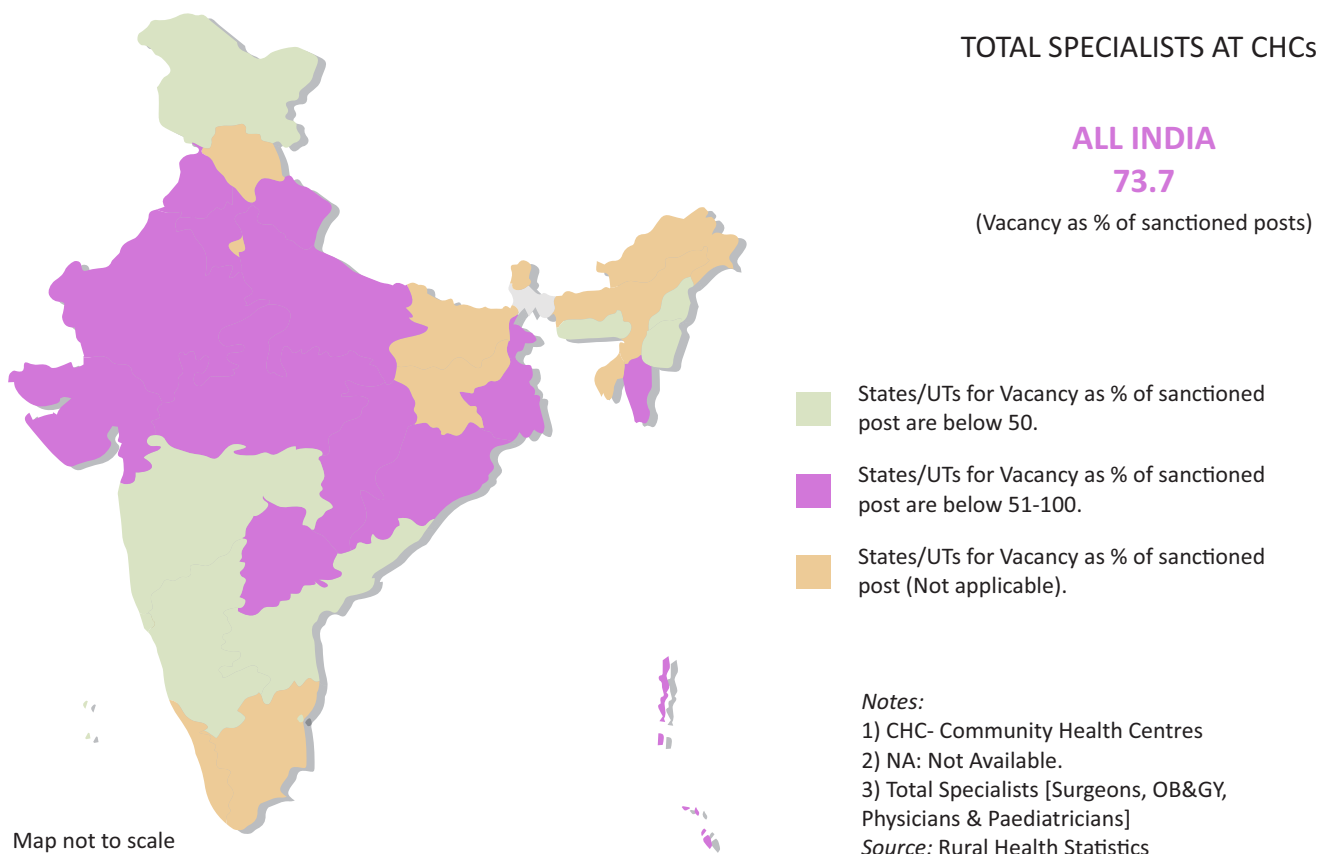 TOTAL SPECIALISTS AT CHCs
ALL INDIA
73.7
(Vacancy as % of sanctioned posts)
States/UTs for Vacancy as % of sanctioned
post are below 50.
States/UTs for Vacancy as % of sanctioned
post are below 51-100.
States/UTs for Vacancy as % of sanctioned
post (Not applicable).
Notes:
1) CHC- Community Health Centres
2) NA: Not Available.
3) Total Specialists [Surgeons, OB&GY,
Physicians & Paediatricians]
Source: Rural Health Statistics
Map not to scale